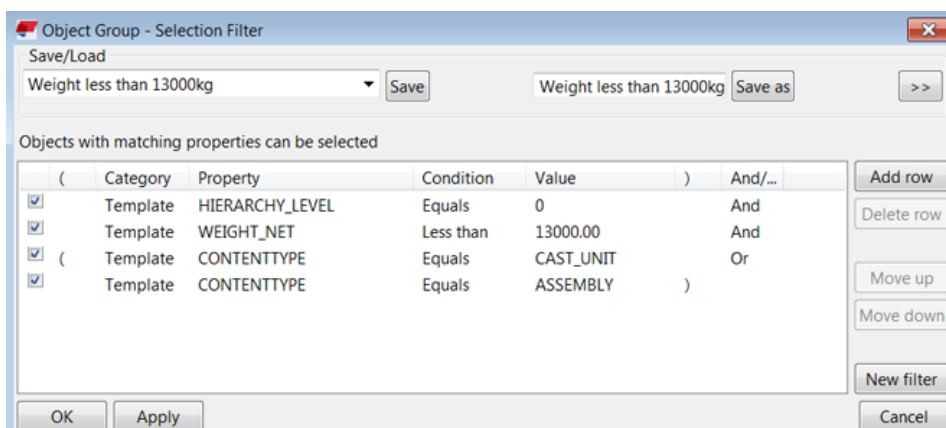 Object Group - Selection Filter
Save/Load
Weight less than 13000kg Save Weight less than 13000kg Save as >>
Objects with matching properties can be selected
( Category Property Condition Value ) And/...
Template HIERARCHY_LEVEL Equals 0 And
Template WEIGHT_NET Less than 13000.00 And
( Template CONTENTTYPE Equals CAST_UNIT Or
Template CONTENTTYPE Equals ASSEMBLY )
Add row
Delete row
Move up
Move down
New filter
OK Apply Cancel